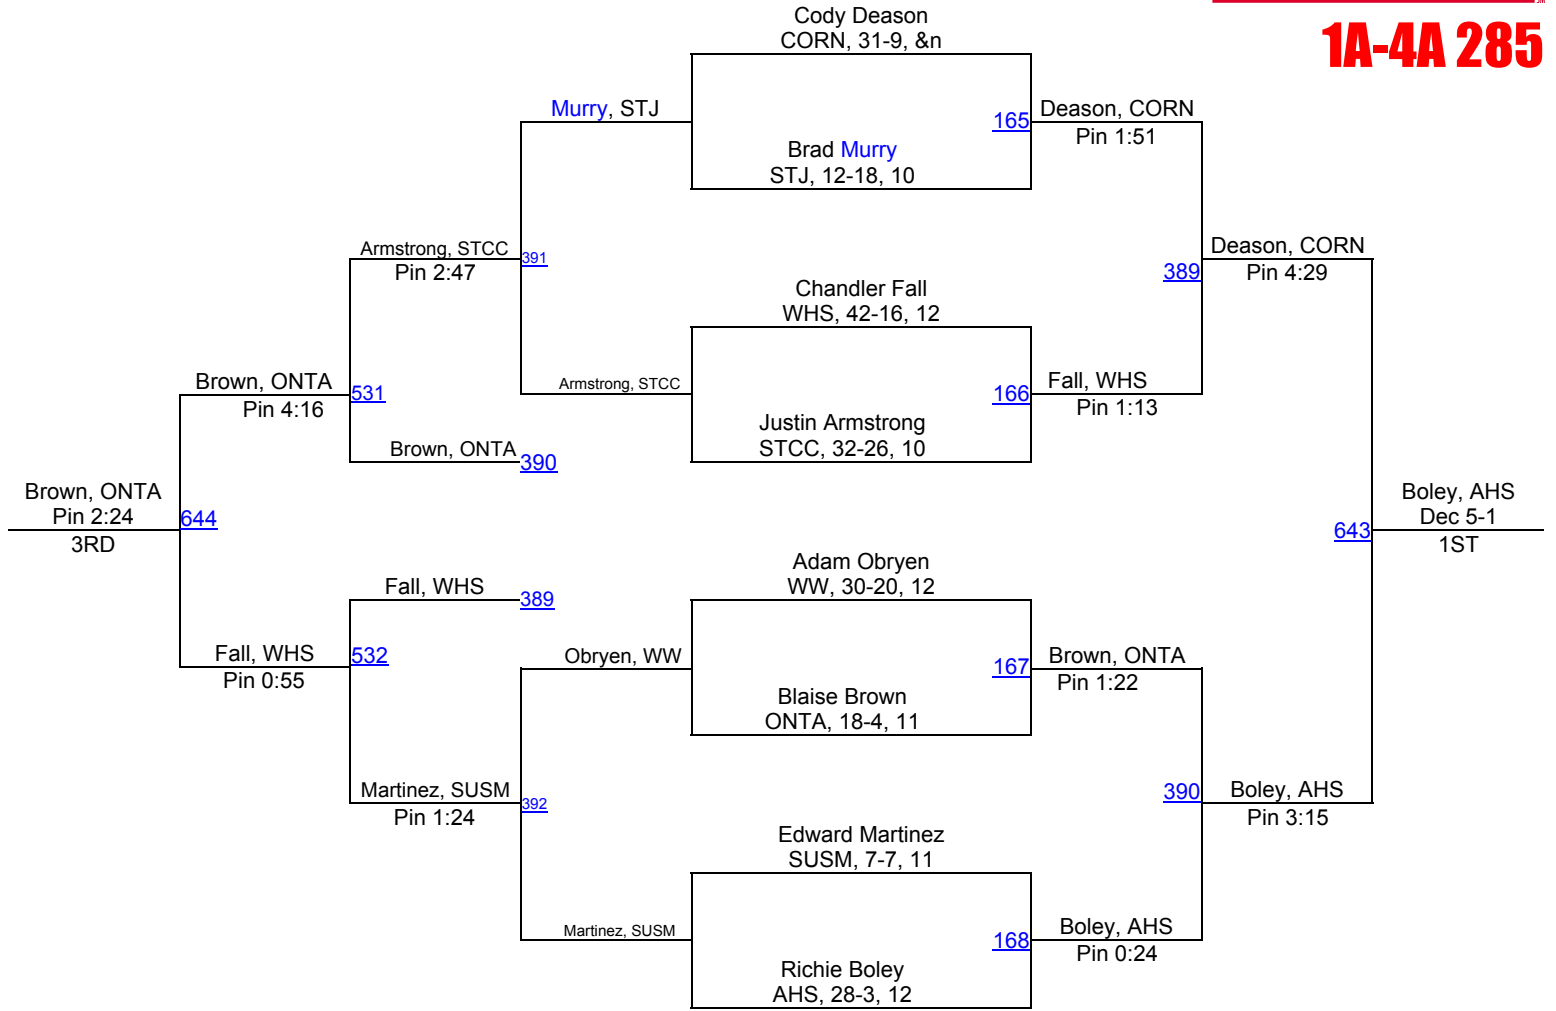 1A-4A 285
Cody Deason
CORN, 31-9, &n
Murry, STJ
165
Deason, CORN
Pin 1:51
Brad Murry
STJ, 12-18, 10
Armstrong, STCC
Pin 2:47
391
Deason, CORN
Pin 4:29
389
Chandler Fall
WHS, 42-16, 12
Brown, ONTA
Pin 4:16
531
Armstrong, STCC
166
Fall, WHS
Pin 1:13
Justin Armstrong
STCC, 32-26, 10
Brown, ONTA
390
Brown, ONTA
Pin 2:24
3RD
644
643
Boley, AHS
Dec 5-1
1ST
Adam Obryen
WW, 30-20, 12
Fall, WHS
389
Fall, WHS
Pin 0:55
532
Obryen, WW
167
Brown, ONTA
Pin 1:22
Blaise Brown
ONTA, 18-4, 11
Martinez, SUSM
Pin 1:24
392
390
Boley, AHS
Pin 3:15
Edward Martinez
SUSM, 7-7, 11
Martinez, SUSM
168
Boley, AHS
Pin 0:24
Richie Boley
AHS, 28-3, 12